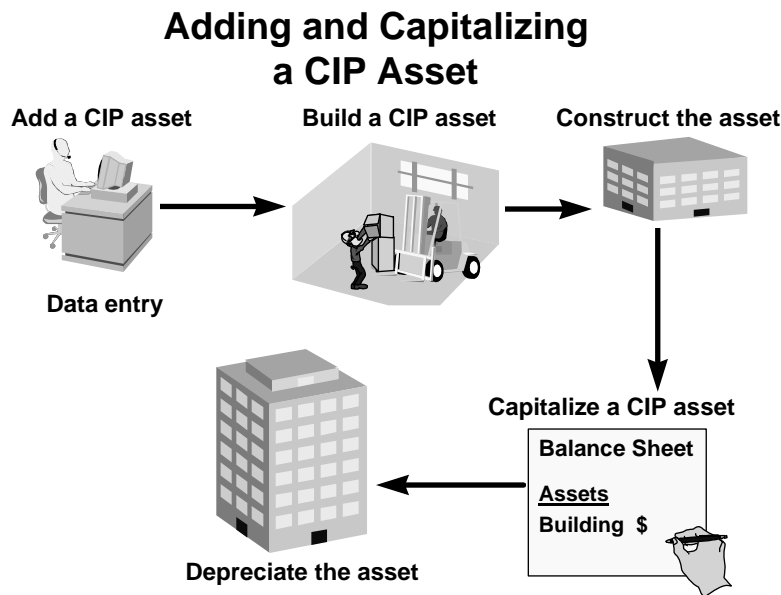 Adding and Capitalizing
a CIP Asset
Add a CIP asset
Build a CIP asset
Construct the asset
Data entry
Capitalize a CIP asset
Balance Sheet
Assets
Building $
Depreciate the asset